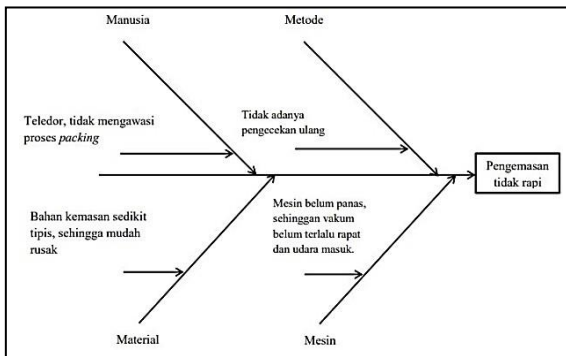 Manusia
Metode
Teledor, tidak mengawasi
proses packing
Tidak adanya
pengecekan ulang
Pengemasan
tidak rapi
Bahan kemasan sedikit
tipis, sehingga mudah
rusak
Mesin belum panas,
sehinggan vakum
belum terlalu rapat
dan udara masuk.
Material
Mesin